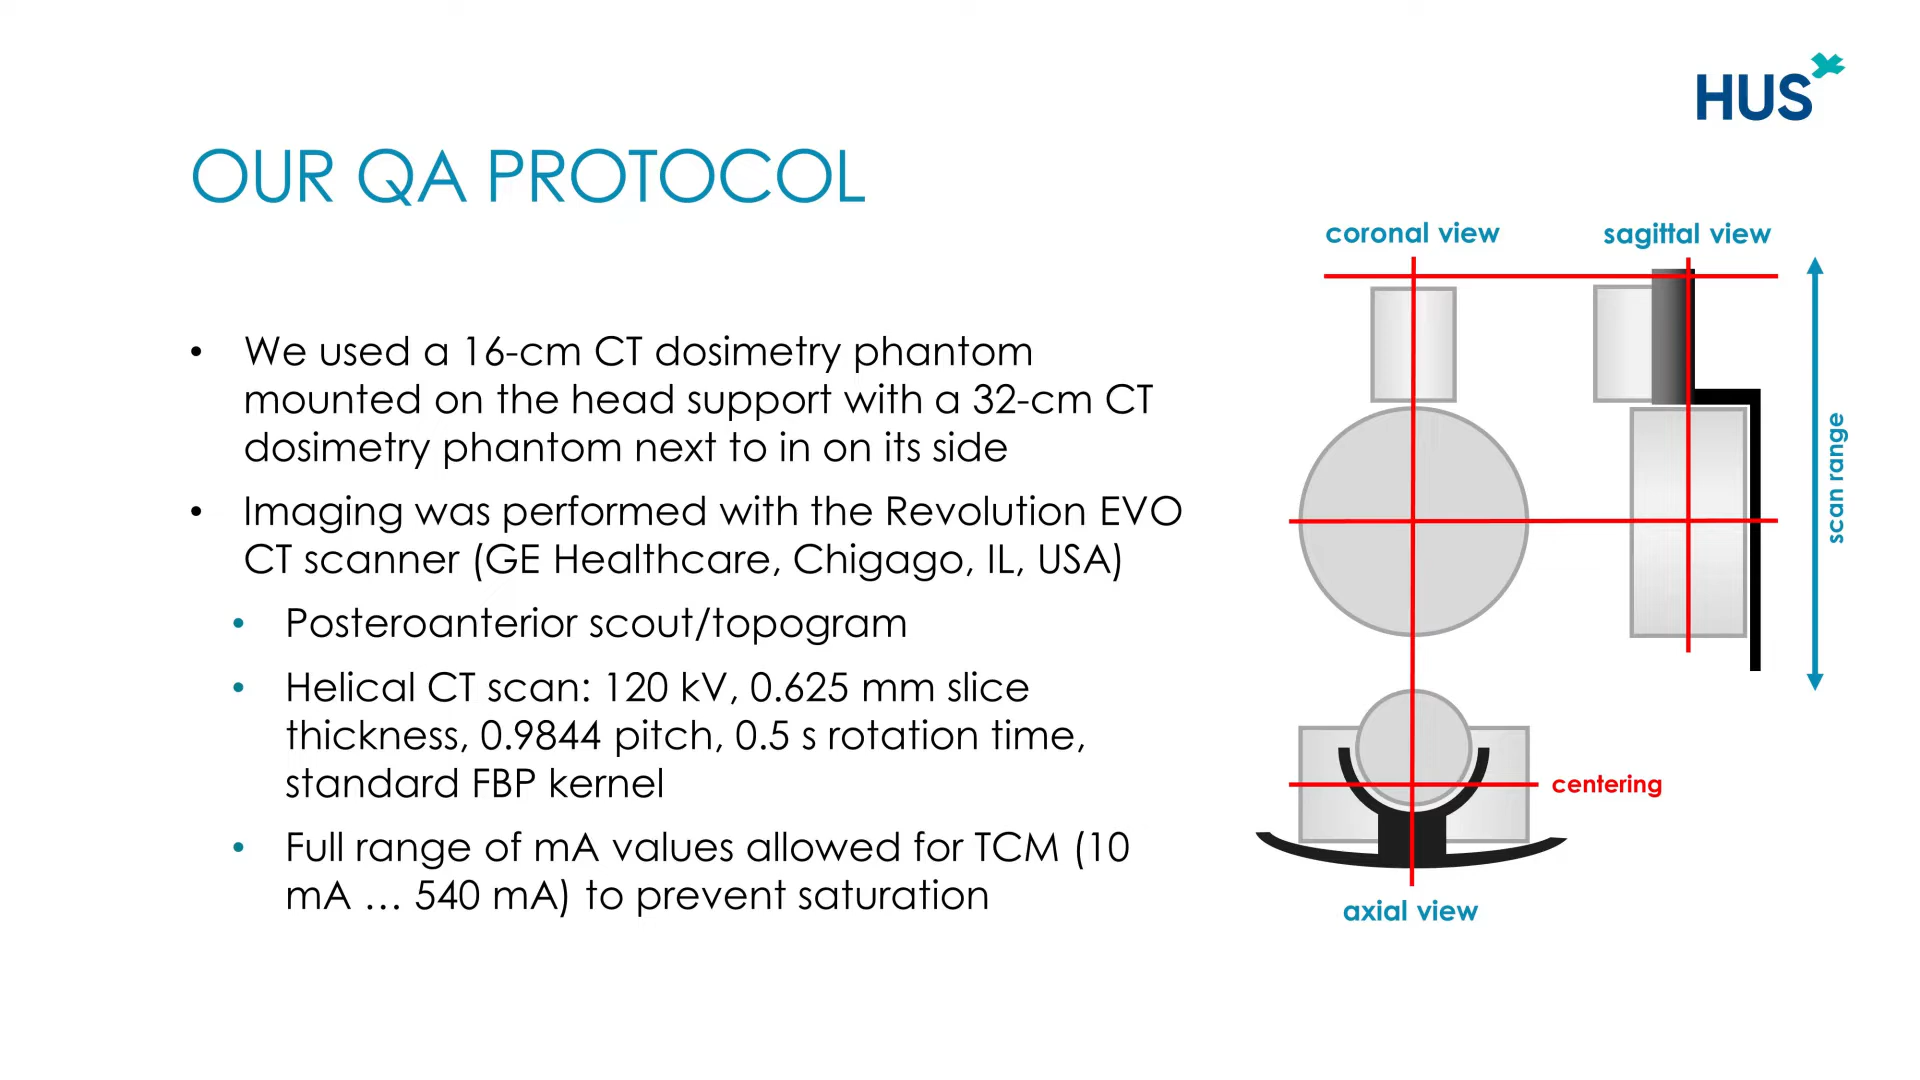 HUS
OUR QA PROTOCOL
• We used a 16-cm CT dosimetry phantom
mounted on the head support with a 32-cm CT
dosimetry phantom next to in on its side
• Imaging was performed with the Revolution EVO
CT scanner (GE Healthcare, Chigago, IL, USA)
• Posteroanterior scout/topogram
• Helical CT scan: 120 kV, 0.625 mm slice
thickness, 0.9844 pitch, 0.5 s rotation time,
standard FBP kernel
• Full range of mA values allowed for TCM (10
mA … 540 mA) to prevent saturation
coronal view
sagittal view
scan range
centering
axial view